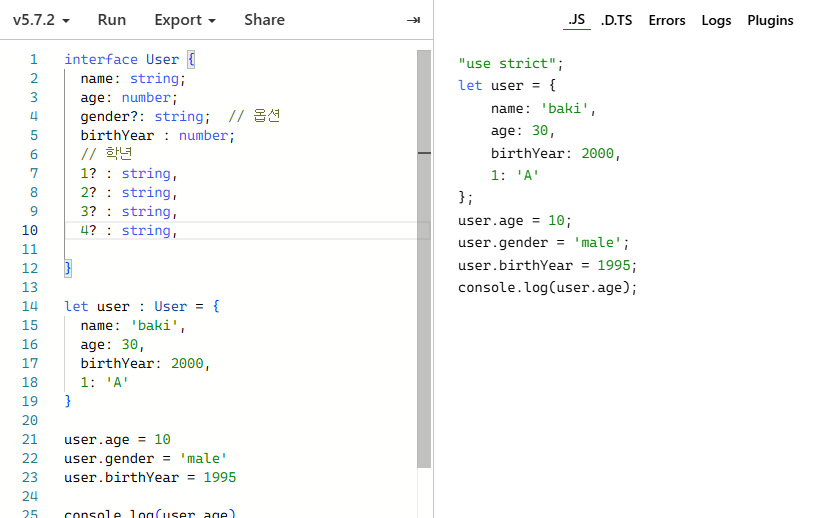 v5.7.2 Run Export Share
.JS .D.TS Errors Logs Plugins
1 interface User {
2 name: string;
3 age: number;
4 gender?: string; // 옵션
5 birthYear : number;
6 // 학년
7 1? : string,
8 2? : string,
9 3? : string,
10 4? : string,
11
12 }
13
14 let user : User = {
15 name: 'baki',
16 age: 30,
17 birthYear: 2000,
18 1: 'A'
19 }
20
21 user.age = 10
22 user.gender = 'male'
23 user.birthYear = 1995
24
25 console.log(user.age)
"use strict";
let user = {
name: 'baki',
age: 30,
birthYear: 2000,
1: 'A'
};
user.age = 10;
user.gender = 'male';
user.birthYear = 1995;
console.log(user.age);